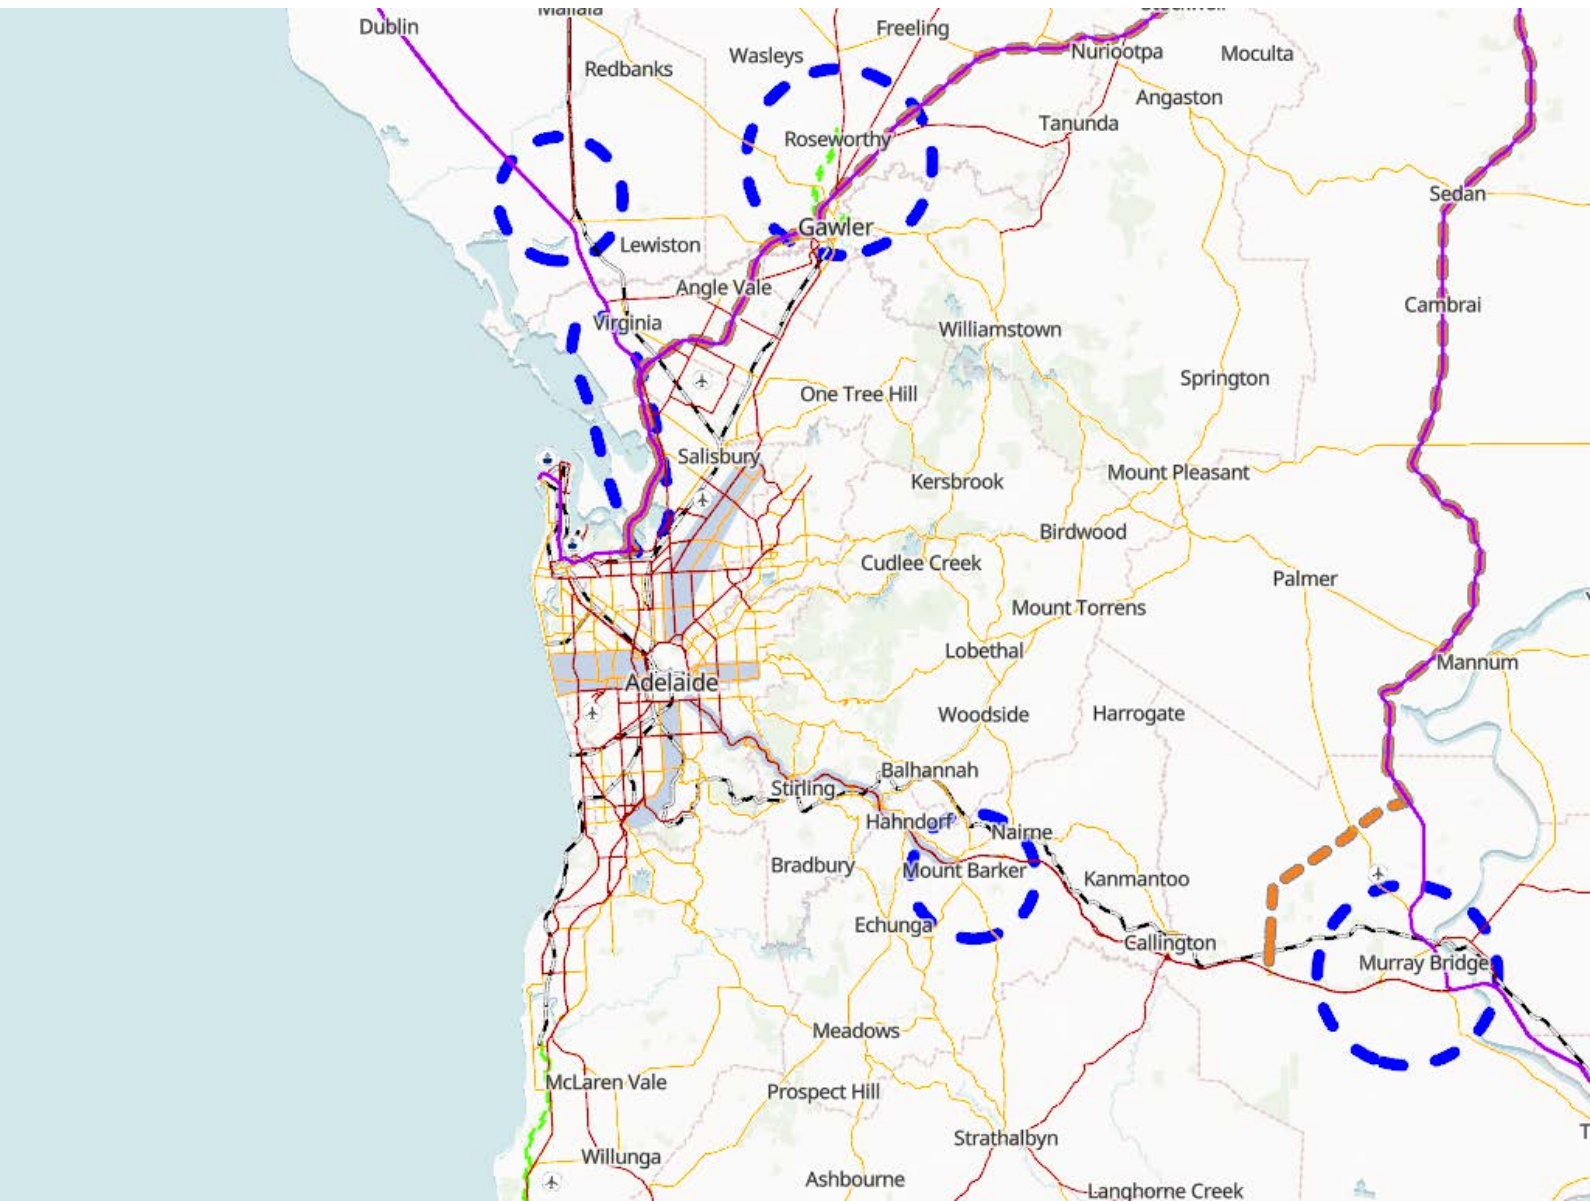 Mallala
Dublin
Freeling
Nuriootpa
Moculta
Wasleys
Redbanks
Angaston
Tanunda
Roseworthy
Sedan
Gawler
Lewiston
Angle Vale
Cambrai
Virginia
Williamstown
Springton
One Tree Hill
Salisbury
Mount Pleasant
Kersbrook
Birdwood
Cudlee Creek
Palmer
Mount Torrens
Lobethal
Mannum
Adelaide
Woodside
Harrogate
Balhannah
Stirling
Hahndorf
Nairne
Bradbury
Mount Barker
Kanmantoo
Echunga
Callington
Murray Bridge
Meadows
McLaren Vale
Prospect Hill
Strathalbyn
Willunga
Ashbourne
Langhorne Creek